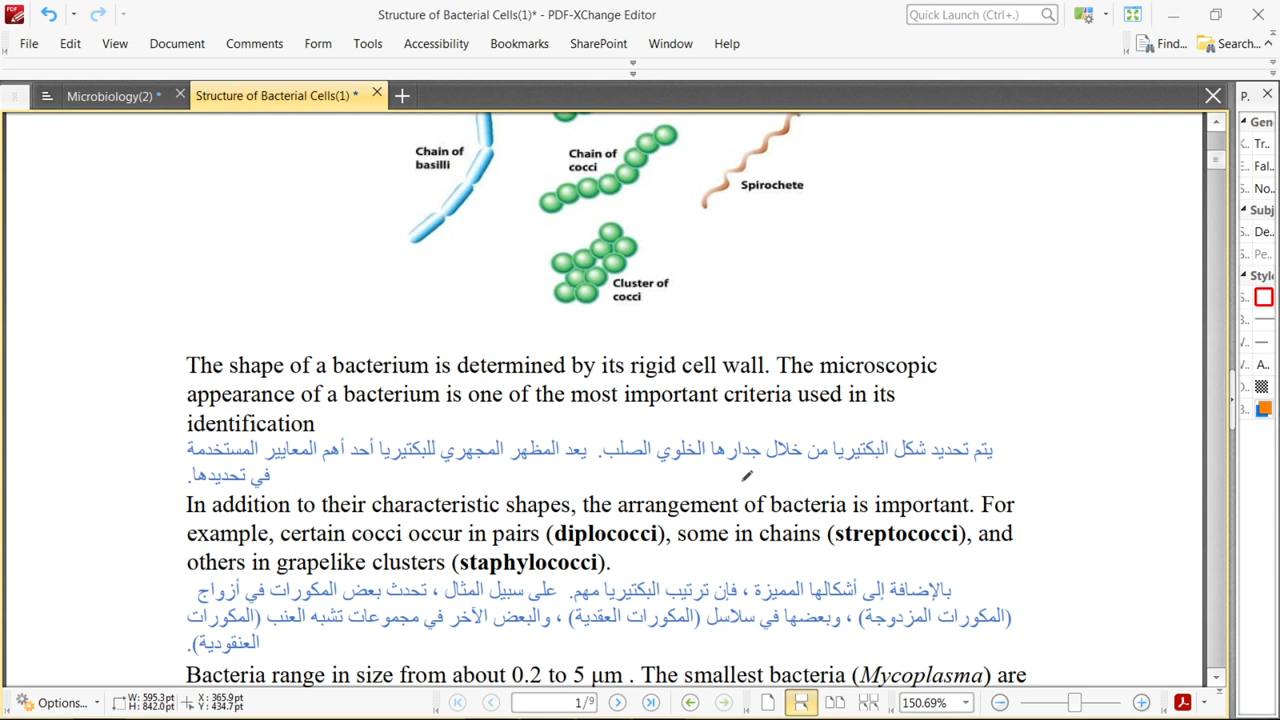 Structure of Bacterial Cells(1)* - PDF-XChange Editor
Quick Launch (Ctrl+.)
File Edit View Document Comments Form Tools Accessibility Bookmarks SharePoint Window Help
Find... Search...
Microbiology(2) *
Structure of Bacterial Cells(1) *
P.
Chain of
basilli
Chain of
cocci
Spirochete
Cluster of
cocci
Gen
Tr..
Fal
No
Subj
De..
Pe..
Style
A..
The shape of a bacterium is determined by its rigid cell wall. The microscopic
appearance of a bacterium is one of the most important criteria used in its
identification
يتم تحديد شكل البكتيريا من خلال جدارها الخلوي الصلب. يعد المظهر المجهري للبكتيريا أحد أهم المعايير المستخدمة
في تحديدها.
In addition to their characteristic shapes, the arrangement of bacteria is important. For
example, certain cocci occur in pairs (diplococci), some in chains (streptococci), and
others in grapelike clusters (staphylococci).
بالإضافة إلى أشكالها المميزة ، فإن ترتيب البكتيريا مهم. على سبيل المثال ، تحدث بعض المكورات في أزواج
(المكورات المزدوجة) ، وبعضها في سلاسل (المكورات العقدية) ، والبعض الآخر في مجموعات تشبه العنب (المكورات
العنقودية).
Bacteria range in size from about 0.2 to 5 μm . The smallest bacteria (Mycoplasma) are
Options...
W: 595.3pt
H: 842.0pt
X: 365.9pt
Y: 434.7pt
1/9
150.69%